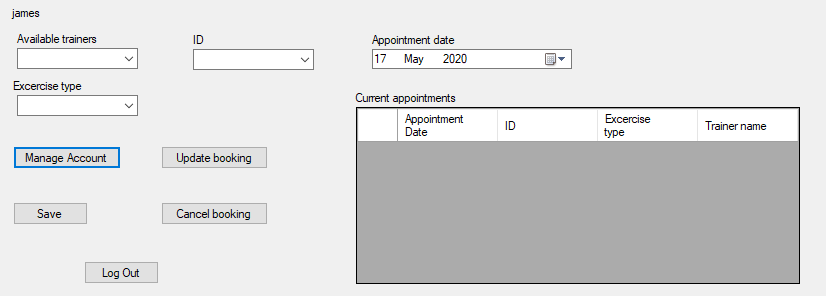 james
Available trainers
ID
Appointment date
17 May 2020
Excercise type
Current appointments
Appointment
Date
ID
Excercise
type
Trainer name
Manage Account
Update booking
Save
Cancel booking
Log Out